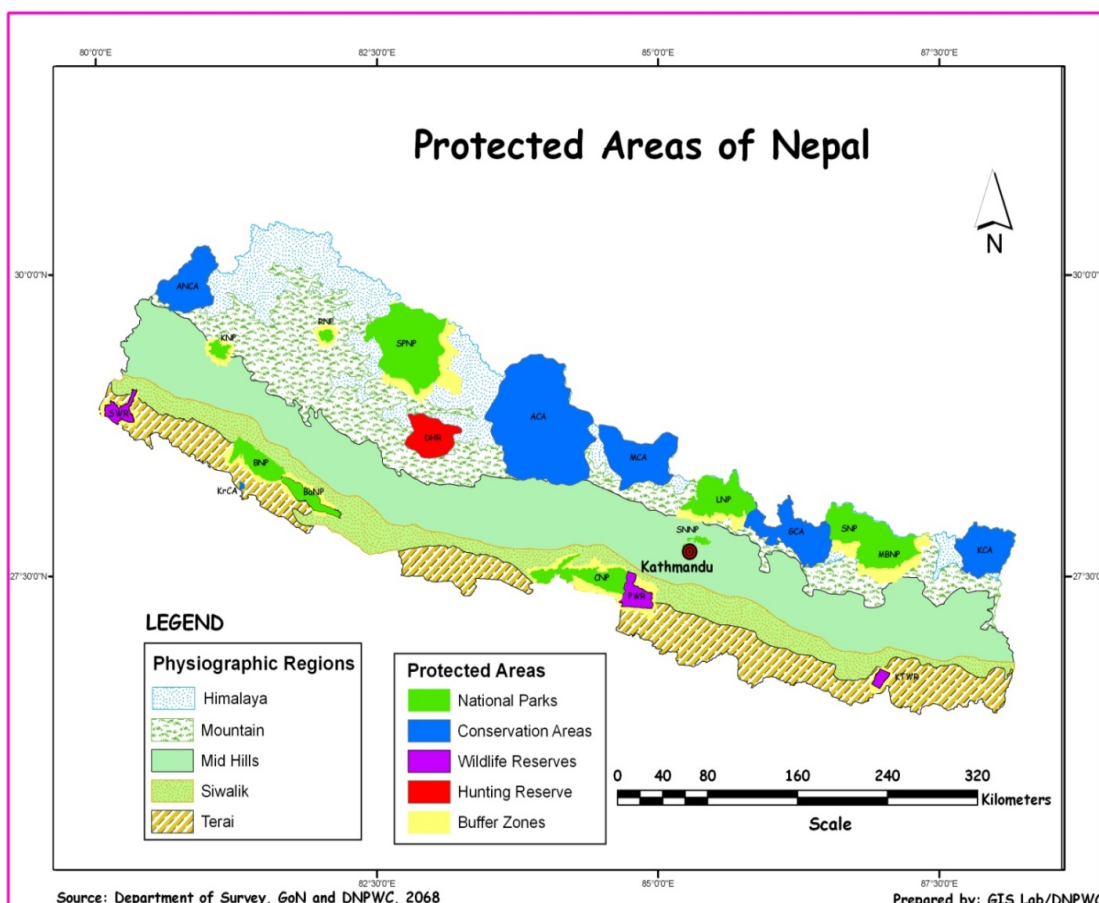 80°0'0"E 82°30'0"E 85°0'0"E 87°30'0"E
Protected Areas of Nepal
N
30°0'0"N 30°0'0"N
ANCA
RNP
KNP
SPNP
ACA
SWR
DHR
MCA
BNP
KrCA
BaNP
LNP
SNNP
GCA
SNP
MBNP
KCA
Kathmandu
27°30'0"N 27°30'0"N
CNP
PWR
KTWR
LEGEND
Physiographic Regions
Himalaya
Mountain
Mid Hills
Siwalik
Terai
Protected Areas
National Parks
Conservation Areas
Wildlife Reserves
Hunting Reserve
Buffer Zones
0 40 80 160 240 320
Kilometers
Scale
82°30'0"E 85°0'0"E 87°30'0"E
Source: Department of Survey, GoN and DNPWC, 2068
Prepared by: GIS Lab/DNPWC